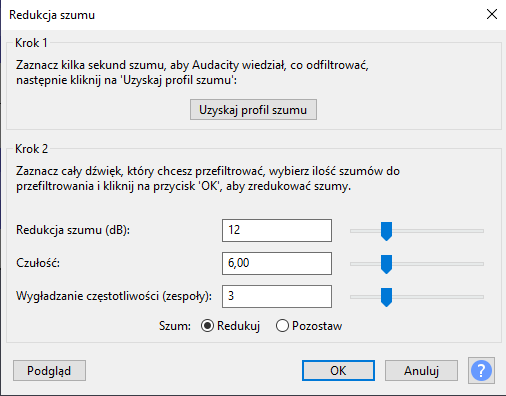 Redukcja szumu
Krok 1
Zaznacz kilka sekund szumu, aby Audacity wiedział, co odfiltrować,
następnie kliknij na 'Uzyskaj profil szumu':
Uzyskaj profil szumu
Krok 2
Zaznacz cały dźwięk, który chcesz przefiltrować, wybierz ilość szumów do
przefiltrowania i kliknij na przycisk 'OK', aby zredukować szumy.
Redukcja szumu (dB): 12
Czułość: 6,00
Wygładzanie częstotliwości (zespoły): 3
Szum: Redukuj Pozostaw
Podgląd OK Anuluj ?